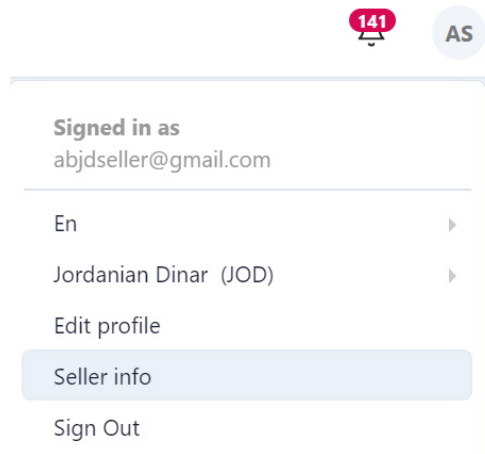 141
AS
Signed in as
abjdseller@gmail.com
En
Jordanian Dinar (JOD)
Edit profile
Seller info
Sign Out